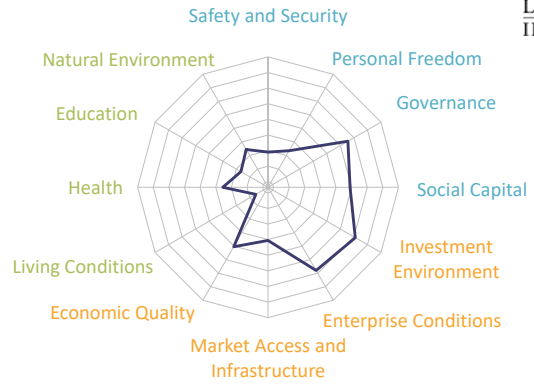 Safety and Security
Personal Freedom
Governance
Social Capital
Investment
Environment
Enterprise Conditions
Market Access and
Infrastructure
Economic Quality
Living Conditions
Health
Education
Natural Environment